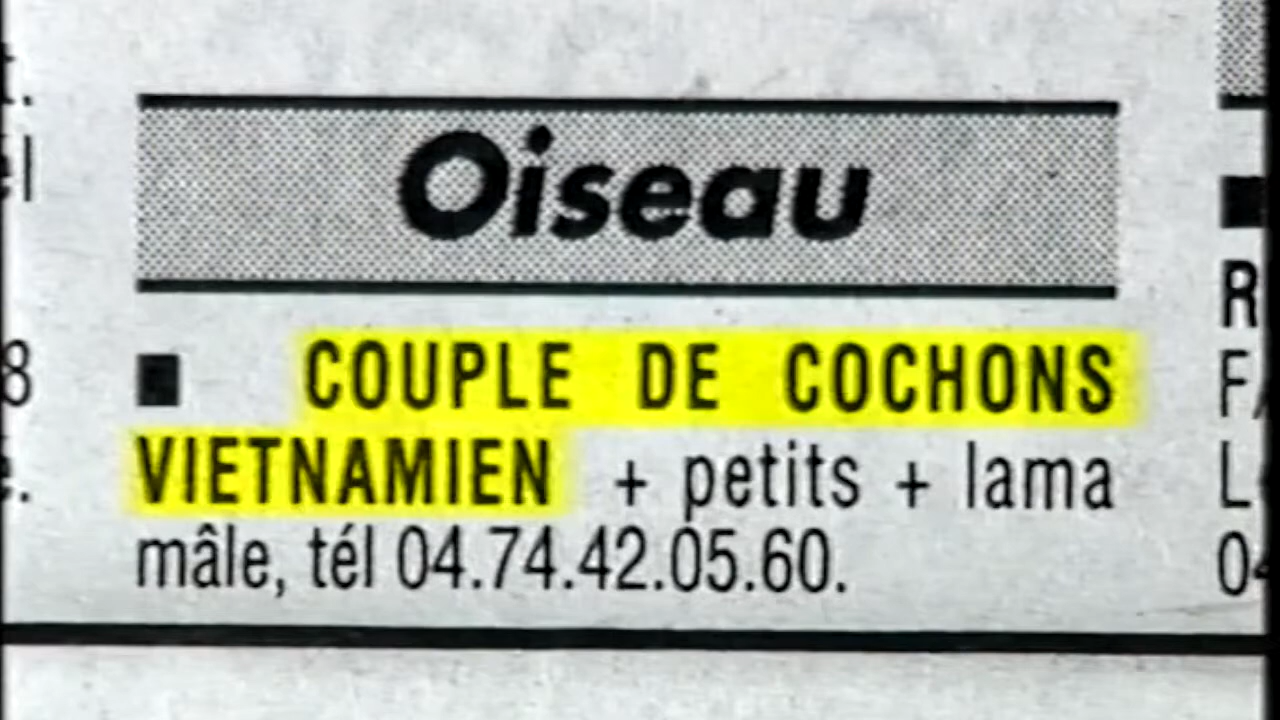 Oiseau
■ COUPLE DE COCHONS
VIETNAMIEN + petits + lama
mâle, tél 04.74.42.05.60.